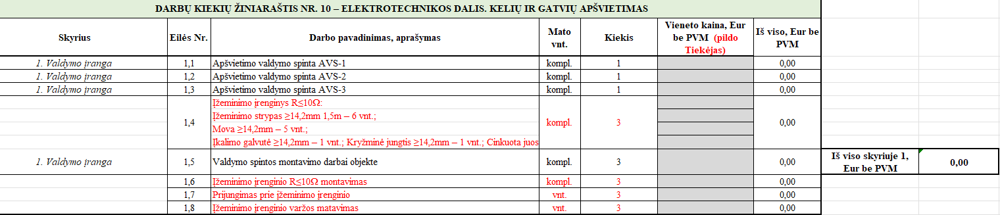 DARBŲ KIEKIŲ ŽINIARAŠTIS NR. 10 – ELEKTROTECHNIKOS DALIS. KELIŲ IR GATVIŲ APŠVIETIMAS
Skyrius Eilės Nr. Darbo pavadinimas, aprašymas Mato vnt. Kiekis Vieneto kaina, Eur be PVM (pildo Tiekėjas) Iš viso, Eur be PVM
1. Valdymo įranga 1,1 Apšvietimo valdymo spinta AVS-1 kompl. 1 0,00
1. Valdymo įranga 1,2 Apšvietimo valdymo spinta AVS-2 kompl. 1 0,00
1. Valdymo įranga 1,3 Apšvietimo valdymo spinta AVS-3 kompl. 1 0,00
1,4 Įžeminimo įrenginys R≤10Ω:
Įžeminimo strypas ≥14,2mm 1,5m – 6 vnt.;
Mova ≥14,2mm – 5 vnt.;
Įkalimo galvutė ≥14,2mm – 1 vnt.; Kryžminė jungtis ≥14,2mm – 1 vnt.; Cinkuota juos
kompl. 3 0,00
1. Valdymo įranga 1,5 Valdymo spintos montavimo darbai objekte kompl. 3 0,00 Iš viso skyriuje 1, Eur be PVM 0,00
1,6 Įžeminimo įrenginio R≤10Ω montavimas kompl. 3 0,00
1,7 Prijungimas prie įžeminimo įrenginio vnt. 3 0,00
1,8 Įžeminimo įrenginio varžos matavimas vnt. 3 0,00